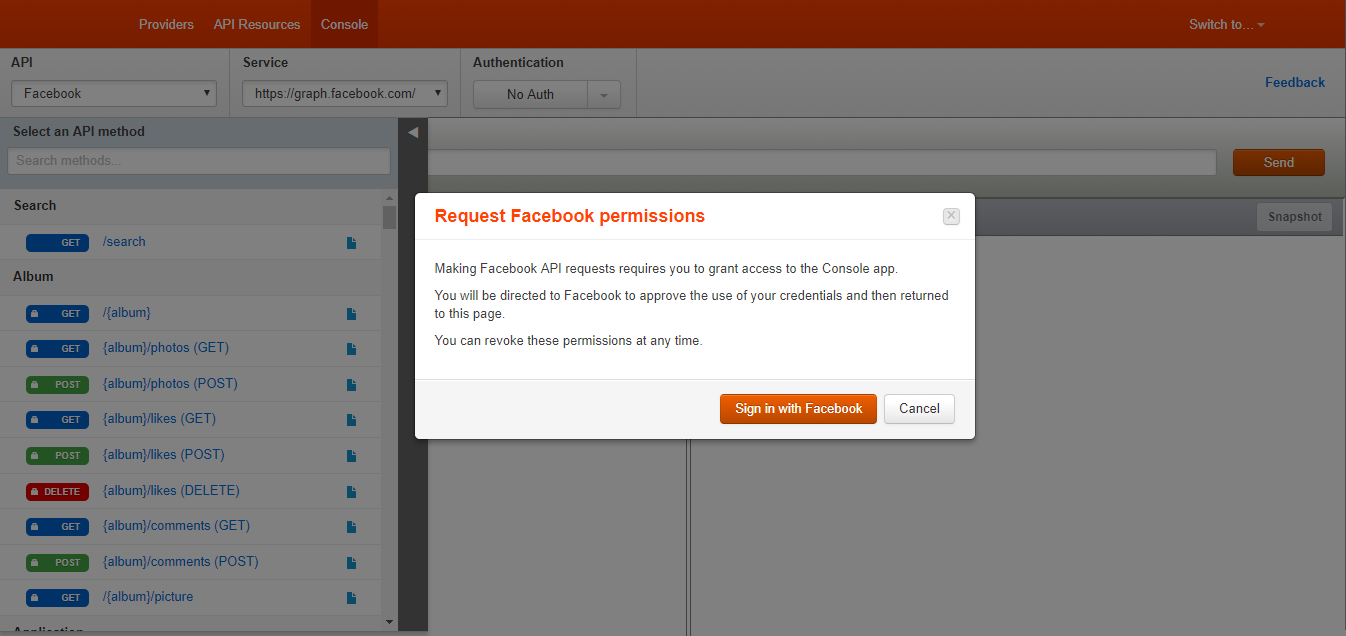 Providers API Resources Console Switch to...
API Service Authentication
Facebook https://graph.facebook.com/ No Auth Feedback
Select an API method
Search methods...
Send
Search
Snapshot
GET /search
Album
GET /{album}
GET {album}/photos (GET)
POST {album}/photos (POST)
GET {album}/likes (GET)
POST {album}/likes (POST)
DELETE {album}/likes (DELETE)
GET {album}/comments (GET)
POST {album}/comments (POST)
GET /{album}/picture
Application
Request Facebook permissions
Making Facebook API requests requires you to grant access to the Console app.
You will be directed to Facebook to approve the use of your credentials and then returned
to this page.
You can revoke these permissions at any time.
Sign in with Facebook Cancel